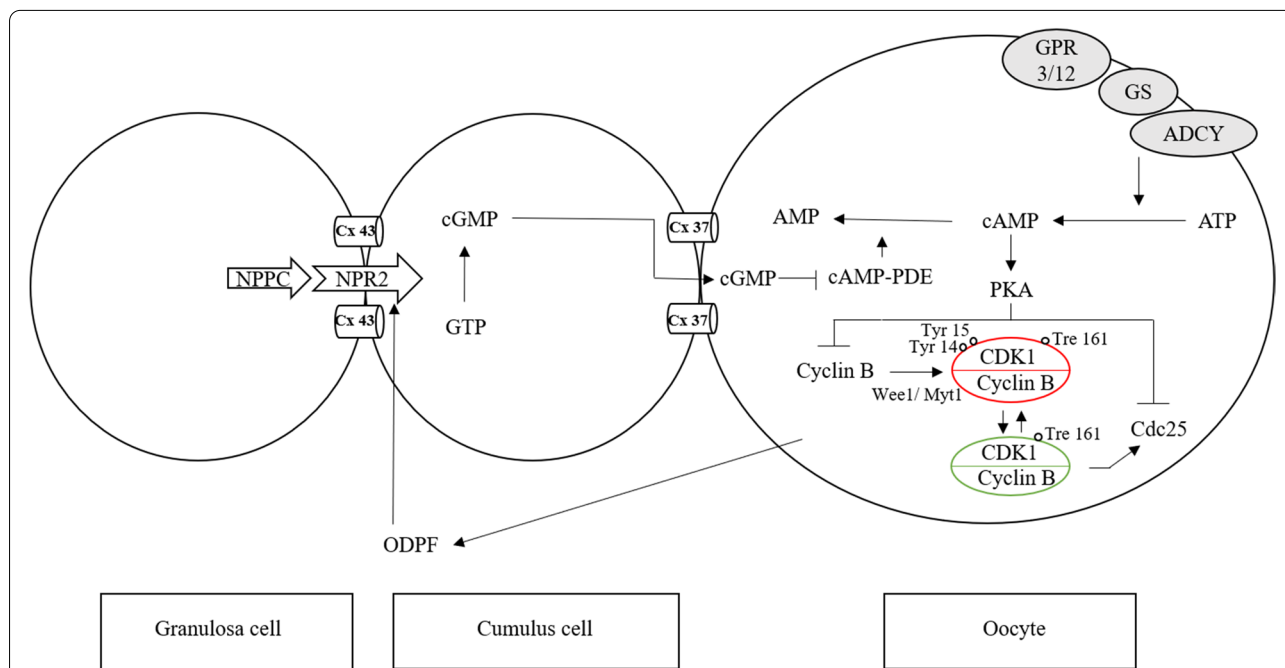 GPR
3/12
GS
ADCY
Cx 43
cGMP
Cx 37
AMP
cAMP
ATP
NPPC
NPR2
cGMP
cAMP-PDE
PKA
Cx 43
GTP
Cx 37
Tyr 15
Tyr 14
Tre 161
CDK1
Cyclin B
Cyclin B
Wee1/ Myt1
Tre 161
CDK1
Cyclin B
Cdc25
ODPF
Granulosa cell
Cumulus cell
Oocyte